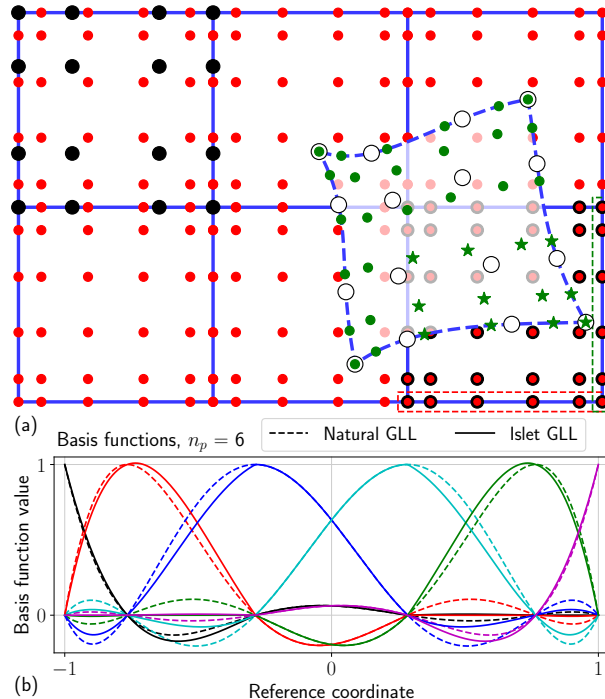 (a)
Basis functions, $n_p = 6$
Natural GLL
Islet GLL
Basis function value
1
0
(b)
−1
0
1
Reference coordinate